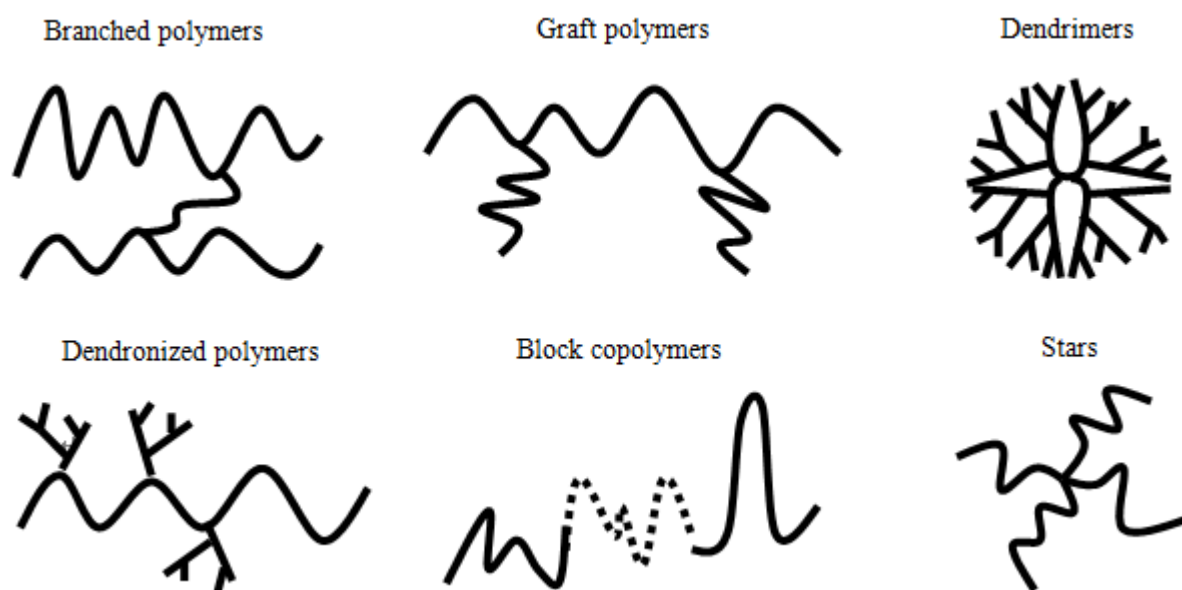 Branched polymers
Graft polymers
Dendrimers
Dendronized polymers
Block copolymers
Stars